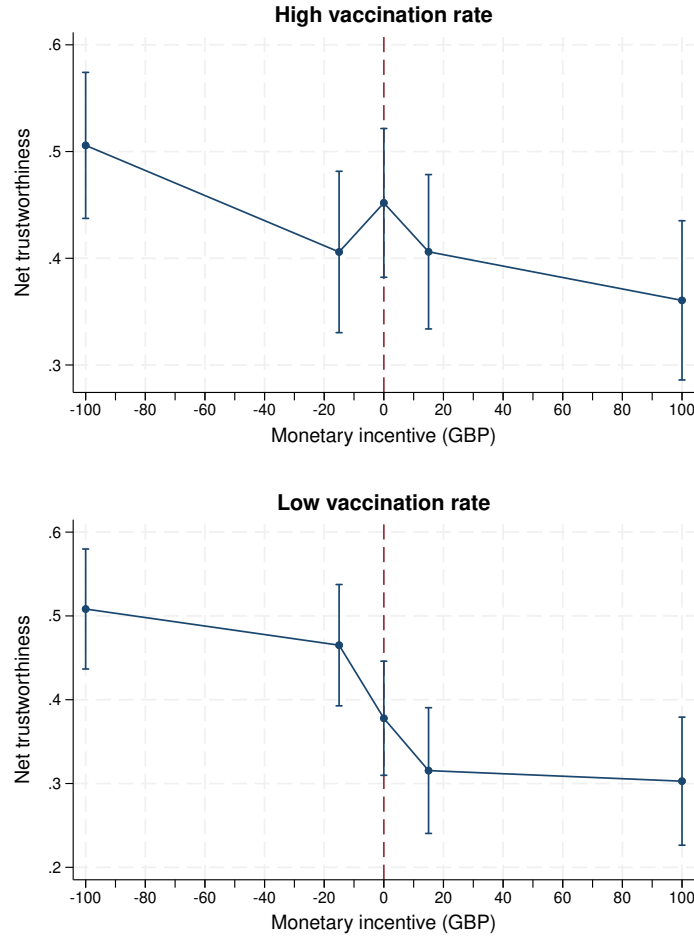 High vaccination rate
.6
.5
.4
.3
Net trustworthiness
-100 -80 -60 -40 -20 0 20 40 60 80 100
Monetary incentive (GBP)
Low vaccination rate
.6
.5
.4
.3
.2
Net trustworthiness
-100 -80 -60 -40 -20 0 20 40 60 80 100
Monetary incentive (GBP)